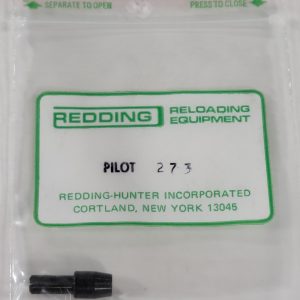 SEPARATE TO OPEN
PRESS TO CLOSE
REDDING
RELOADING
EQUIPMENT
PILOT 273
REDDING-HUNTER INCORPORATED
CORTLAND, NEW YORK 13045